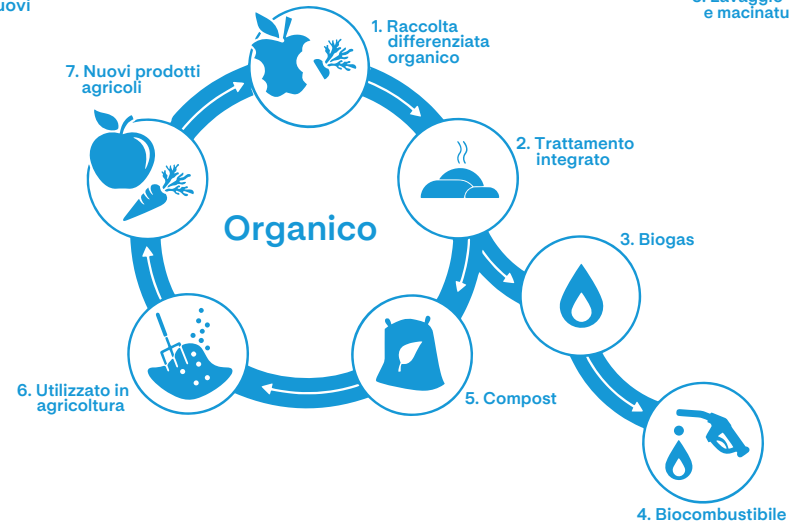 1. Raccolta
differenziata
organico
2. Trattamento
integrato
3. Biogas
4. Biocombustibile
5. Compost
6. Utilizzato in
agricoltura
7. Nuovi prodotti
agricoli
Organico
e macinatu